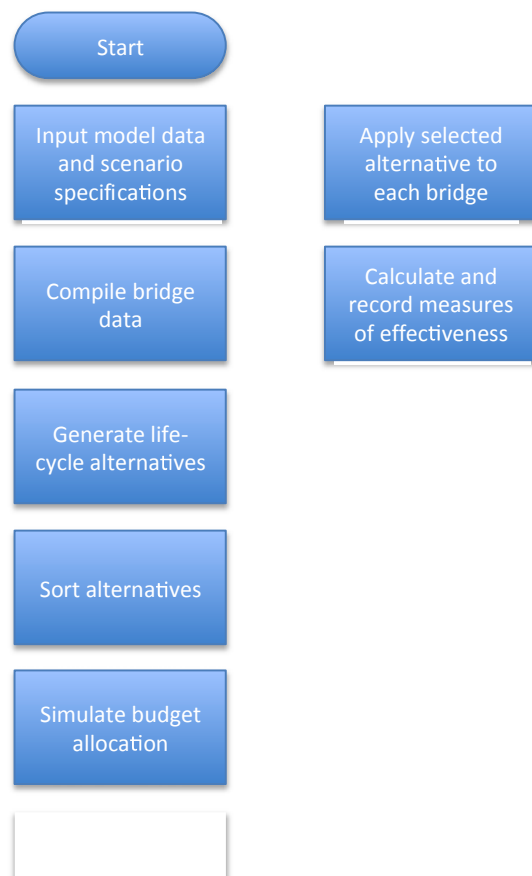 Start
Input model data
and scenario
specifications
Compile bridge
data
Generate life-
cycle alternatives
Sort alternatives
Simulate budget
allocation
Apply selected
alternative to
each bridge
Calculate and
record measures
of effectiveness